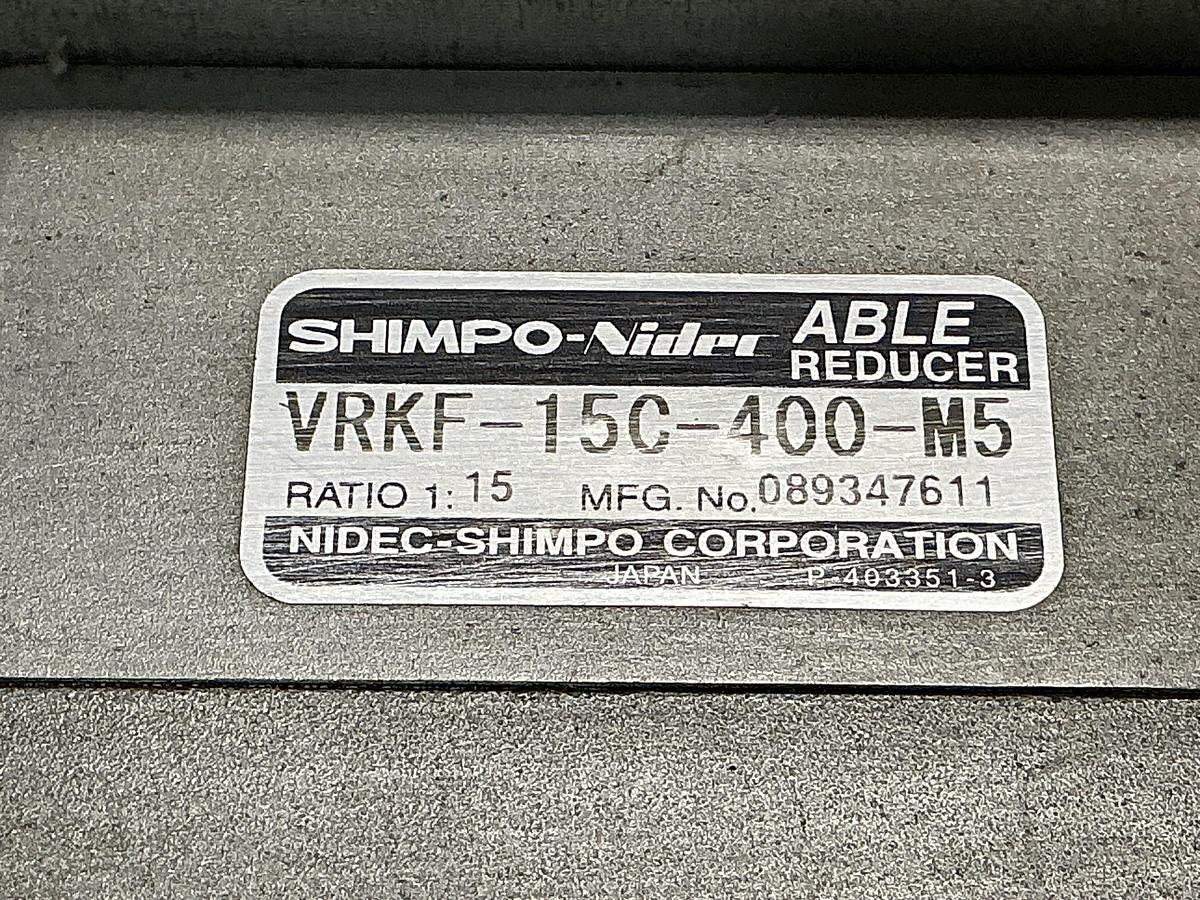 SHIMPO-Nidec ABLE REDUCER
VRKF-15C-400-M5
RATIO 1:15 MFG. No. 089347611
NIDEC-SHIMPO CORPORATION
JAPAN P-403351-3